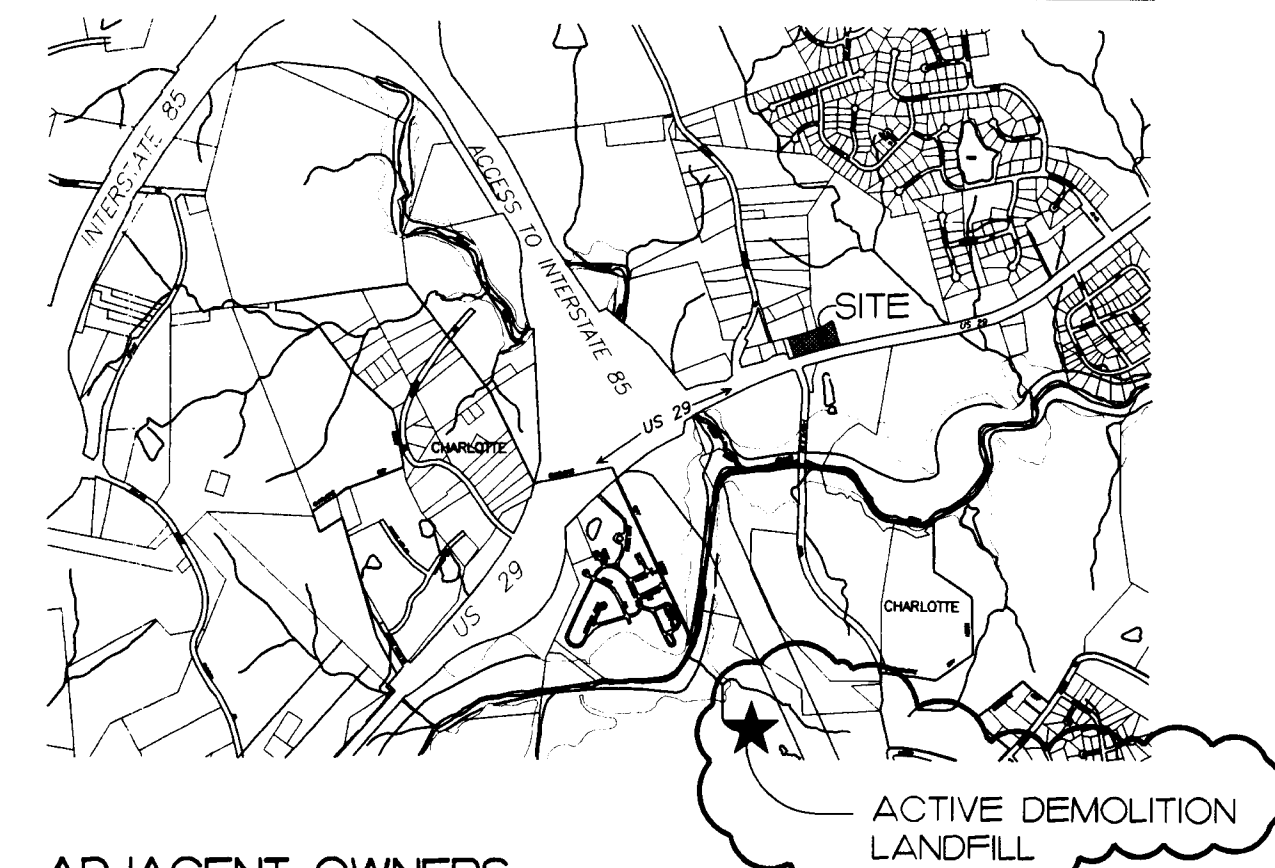 INTERSTATE 85
ACCESS TO INTERSTATE 85
SITE
US 29
US 29
CHARLOTTE
US 29
CHARLOTTE
ACTIVE DEMOLITION
LANDFILL
ADJACENT OWNERS